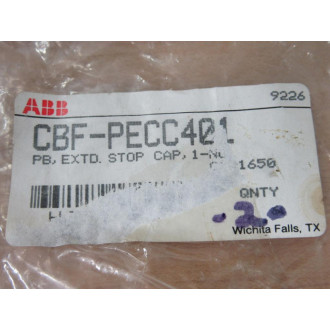 ABB
9226
CBF-PECC401
PB, EXTD. STOP CAP, 1-N
1650
QNTY
.2.
Wichita Falls, TX